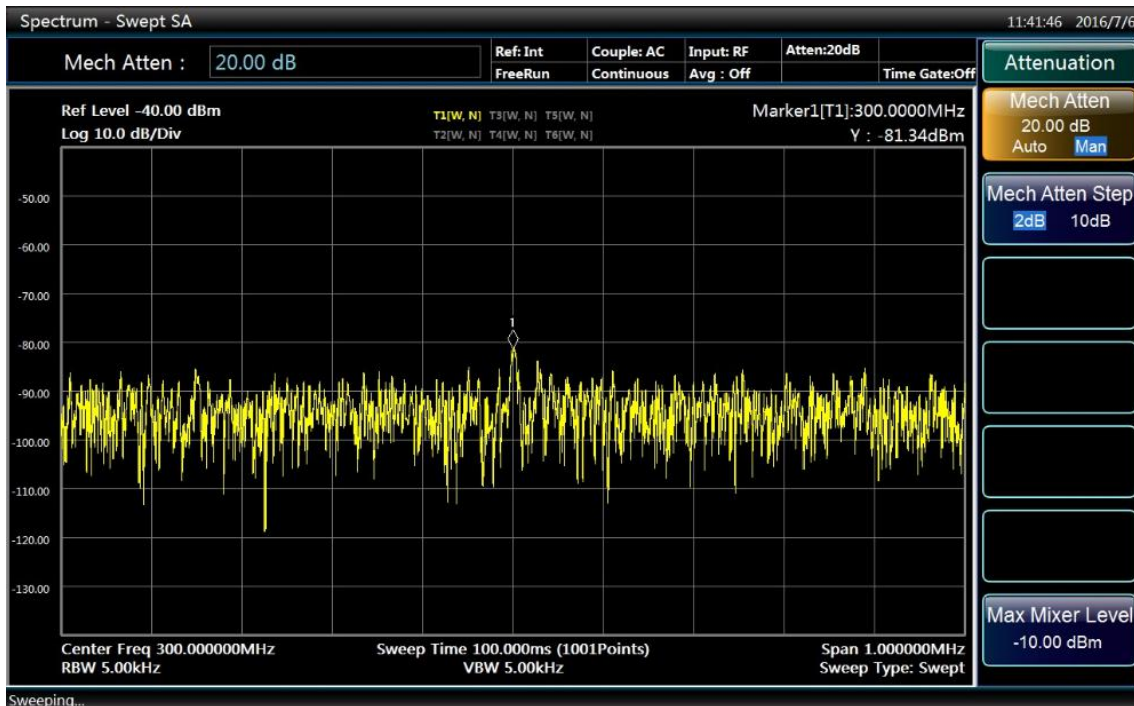 Spectrum - Swept SA
11:41:46 2016/7/6
Mech Atten : 20.00 dB
Ref: Int Couple: AC Input: RF Atten:20dB
FreeRun Continuous Avg : Off Time Gate:Off
Attenuation
Ref Level -40.00 dBm
Log 10.0 dB/Div
T1[W, N] T3[W, N] T5[W, N]
T2[W, N] T4[W, N] T6[W, N]
Marker1[T1]:300.0000MHz
Y : -81.34dBm
1
-50.00
-60.00
-70.00
-80.00
-90.00
-100.00
-110.00
-120.00
-130.00
Center Freq 300.000000MHz Sweep Time 100.000ms (1001Points) Span 1.000000MHz
RBW 5.00kHz VBW 5.00kHz Sweep Type: Swept
Mech Atten
20.00 dB
Auto Man
Mech Atten Step
2dB 10dB
Max Mixer Level
-10.00 dBm
Sweeping...